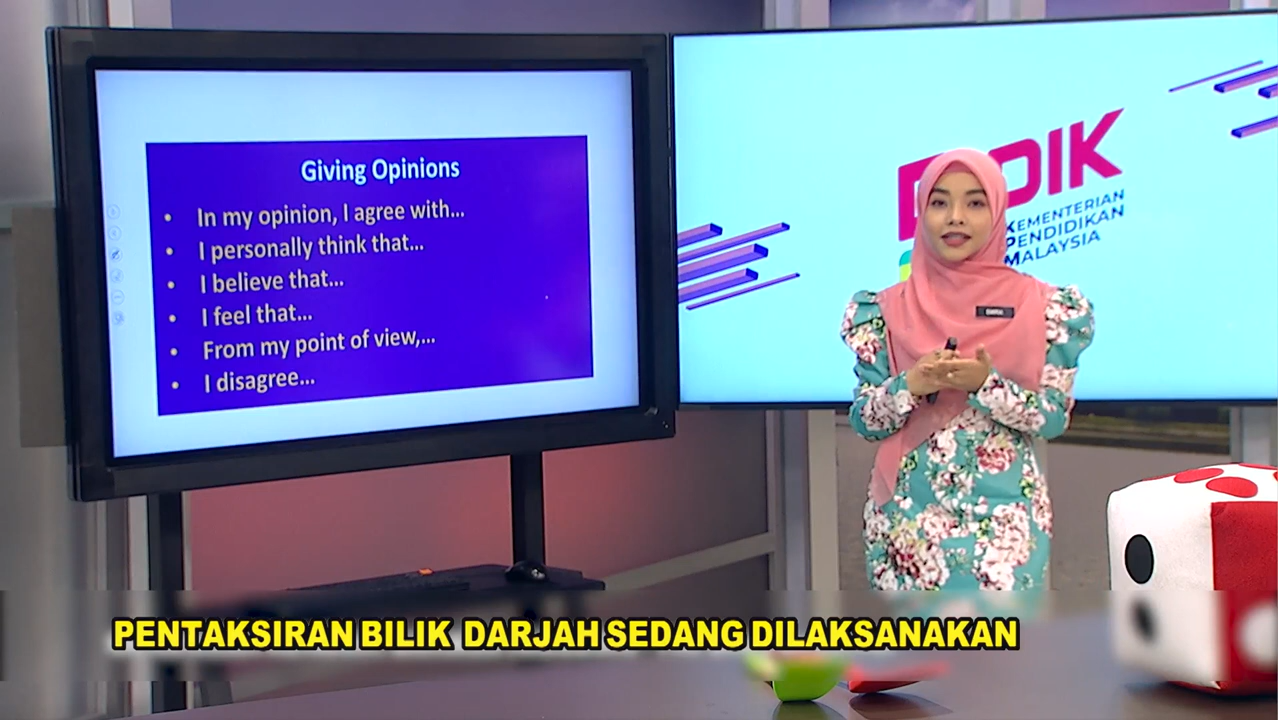 Giving Opinions
• In my opinion, I agree with...
• I personally think that...
• I believe that...
• I feel that...
• From my point of view,...
• I disagree...
KEMENTERIAN
PENDIDIKAN
MALAYSIA
PENTAKSIRAN BILIK DARJAH SEDANG DILAKSANAKAN